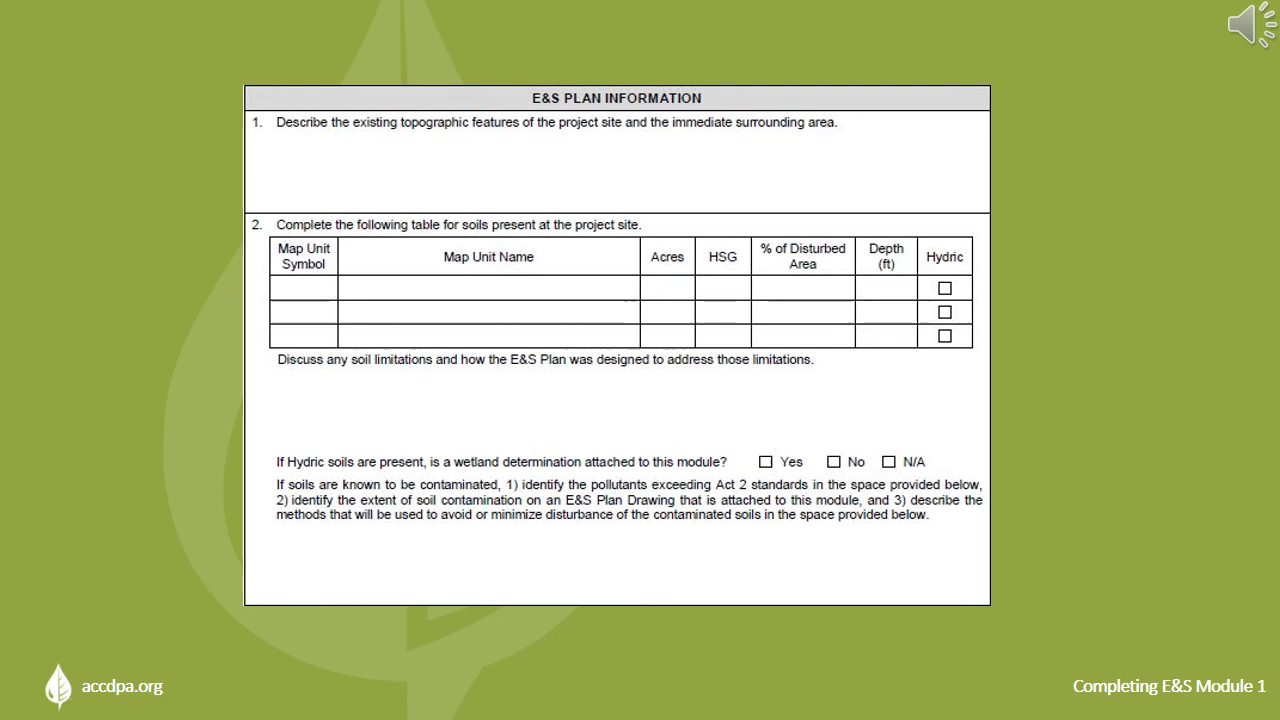 E&S PLAN INFORMATION
1. Describe the existing topographic features of the project site and the immediate surrounding area.
2. Complete the following table for soils present at the project site.
Map Unit Symbol Map Unit Name Acres HSG % of Disturbed Area Depth (ft) Hydric
Discuss any soil limitations and how the E&S Plan was designed to address those limitations.
If Hydric soils are present, is a wetland determination attached to this module? Yes No N/A
If soils are known to be contaminated, 1) identify the pollutants exceeding Act 2 standards in the space provided below,
2) identify the extent of soil contamination on an E&S Plan Drawing that is attached to this module, and 3) describe the
methods that will be used to avoid or minimize disturbance of the contaminated soils in the space provided below.
accdpa.org
Completing E&S Module 1